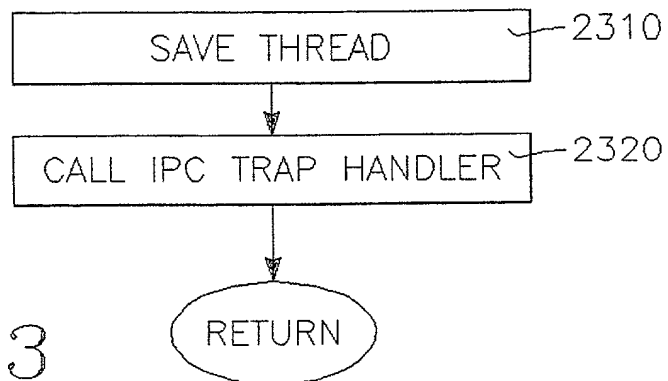 SAVE THREAD
2310
CALL IPC TRAP HANDLER
2320
RETURN
3